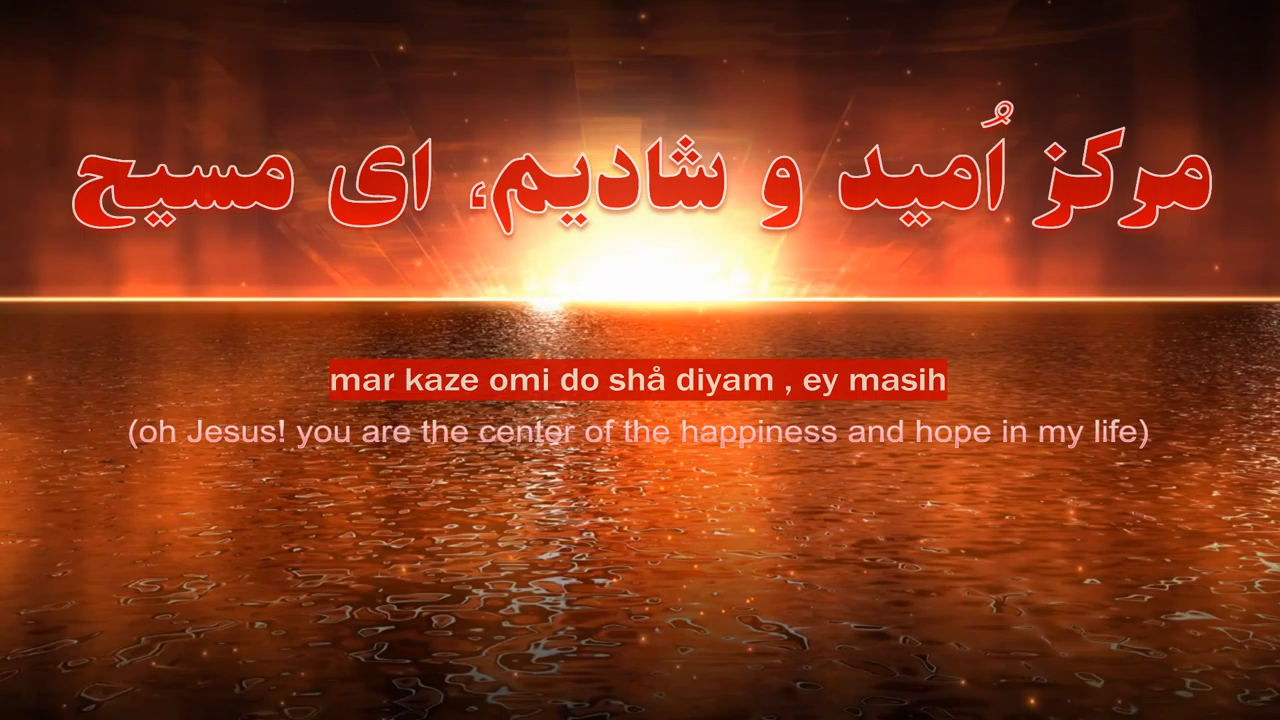 مرکز اُمید و شادیم، ای مسیح
mar kaze omi do shå diyam , ey masih
(oh Jesus! you are the center of the happiness and hope in my life)